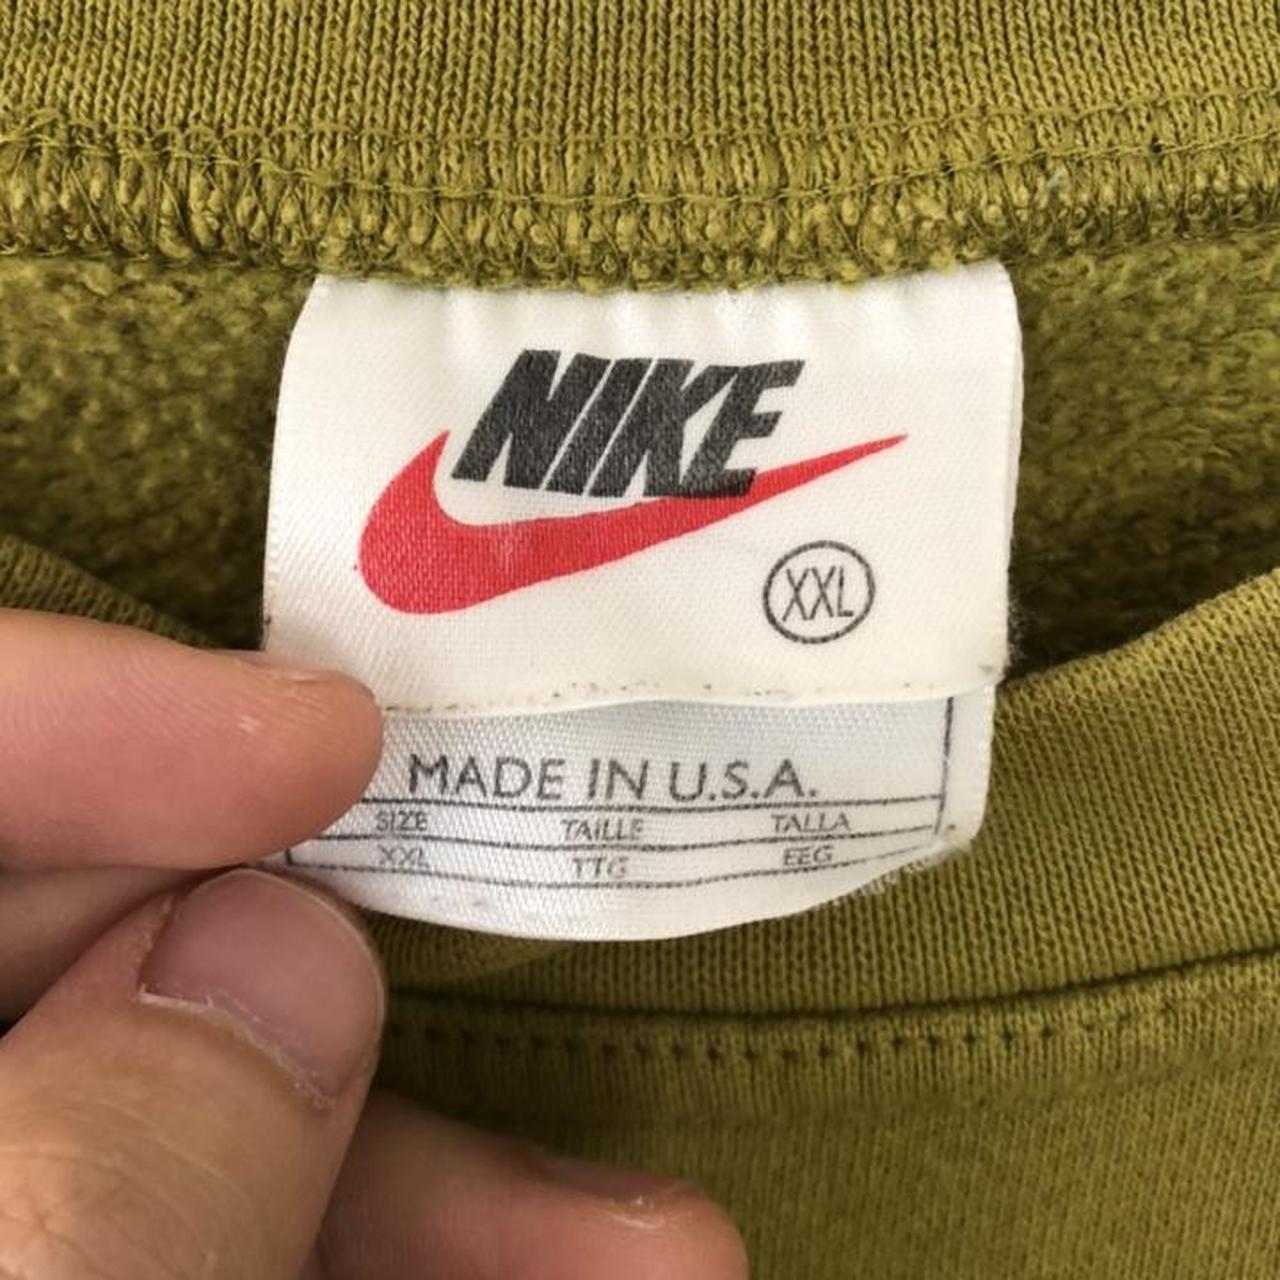 NIKE
XXL
MADE IN U.S.A.
SIZE TAILLE TALLA
XXL TTG EEG